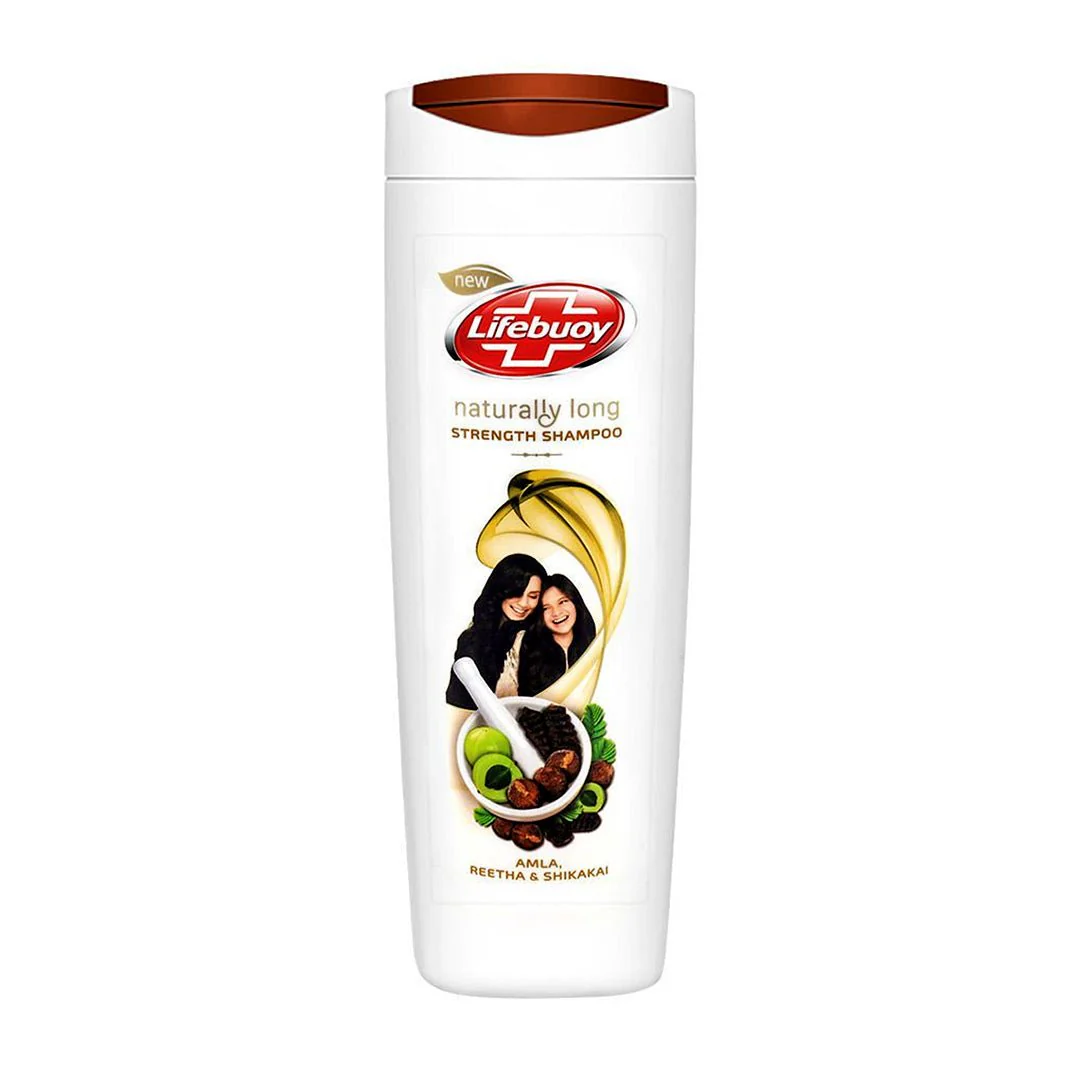 new
Lifebuoy
naturally long
STRENGTH SHAMPOO
AMLA,
REETHA & SHIKAKAI